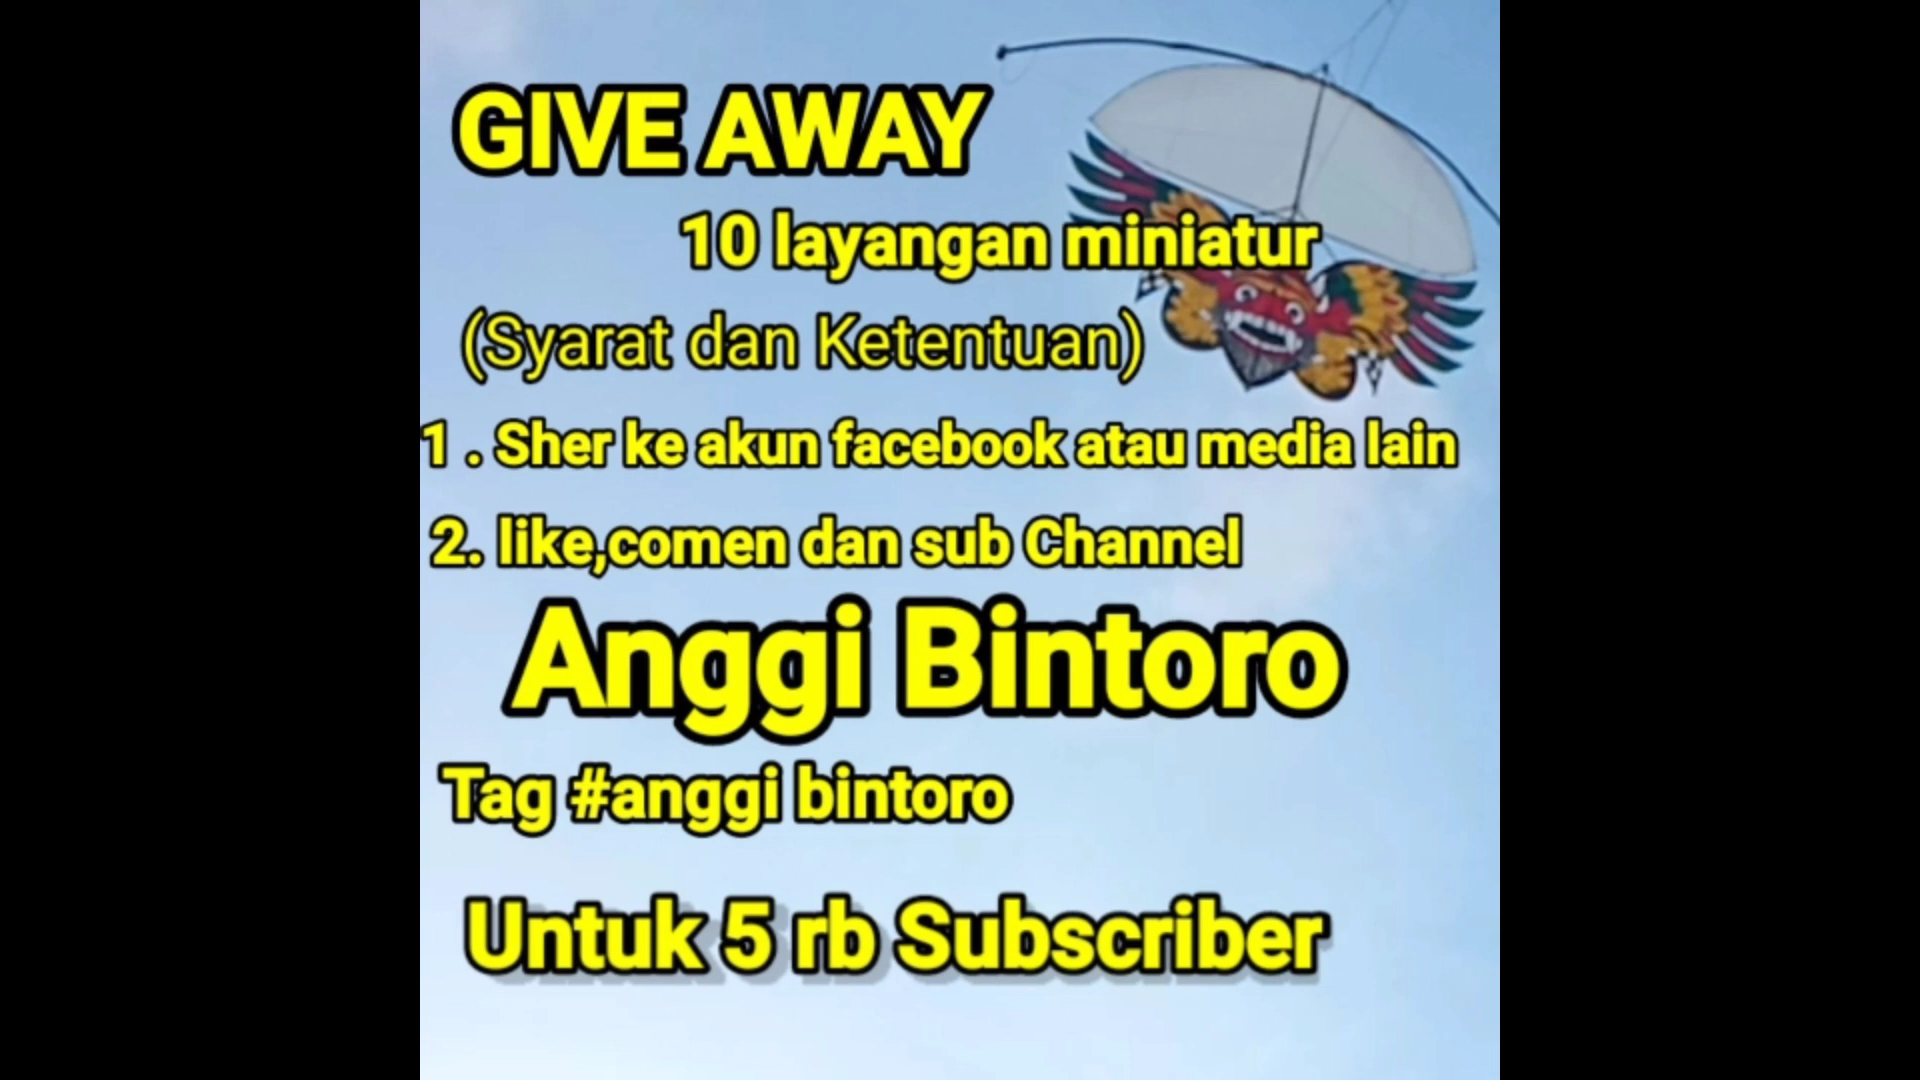 GIVE AWAY
10 layangan miniatur
(Syarat dan Ketentuan)
1 . Sher ke akun facebook atau media lain
2. like,comen dan sub Channel
Anggi Bintoro
Tag #anggi bintoro
Untuk 5 rb Subscriber